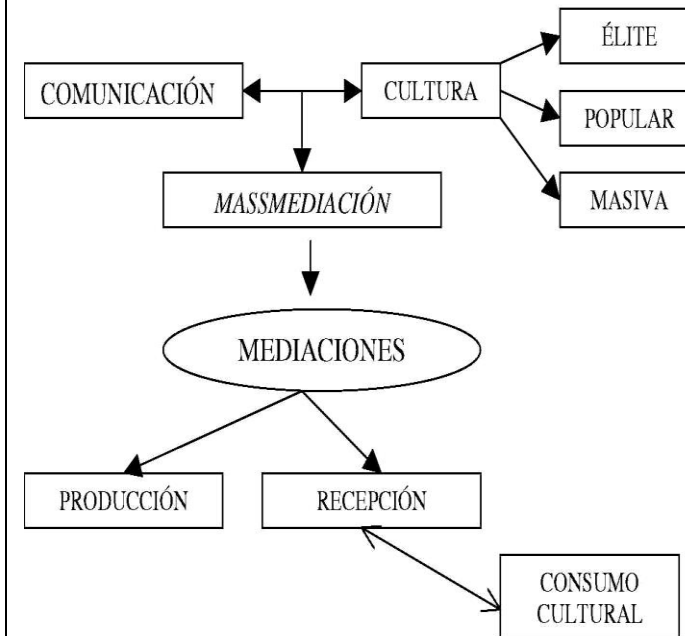 ÉLITE
COMUNICACIÓN
CULTURA
POPULAR
MASSMEDIACIÓN
MASIVA
MEDIACIONES
PRODUCCIÓN
RECEPCIÓN
CONSUMO
CULTURAL